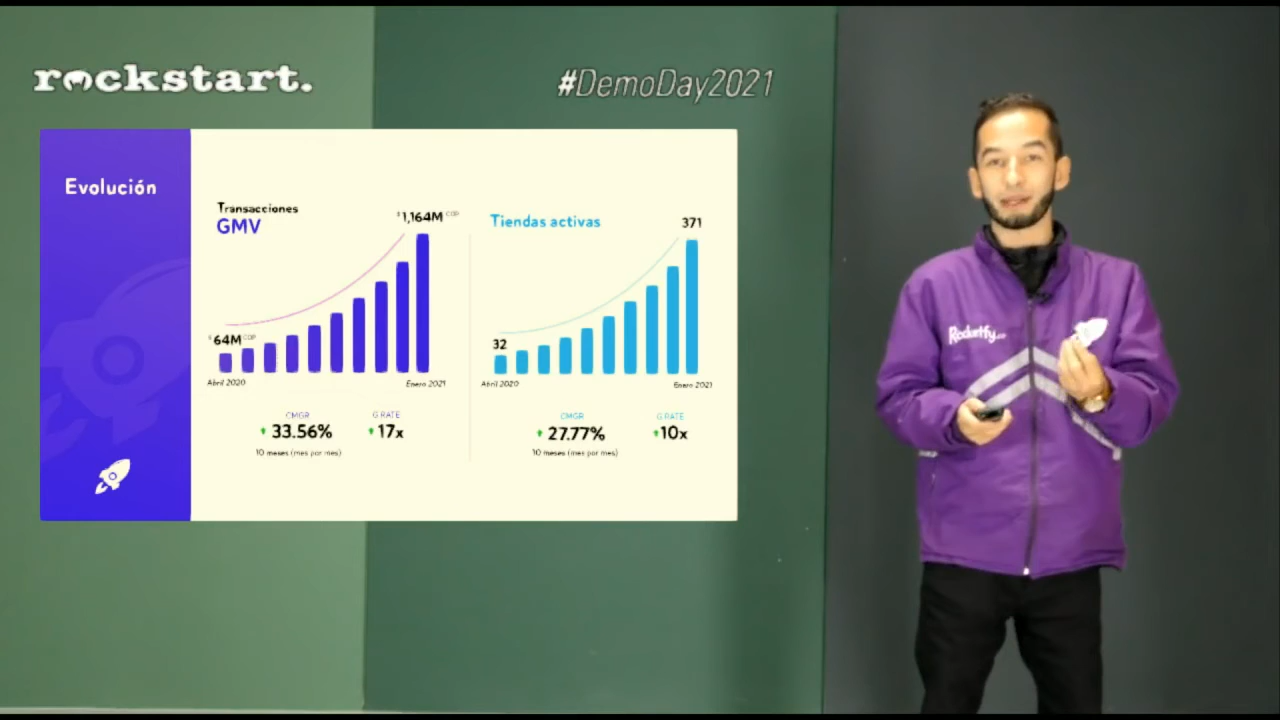 rockstart.
#DemoDay2021
Evolución
Transacciones
GMV
$64M COP
$1,164M COP
Abril 2020
Enero 2021
CMGR
33.56%
10 meses (mes por mes)
G.RATE
17x
Tiendas activas
32
371
Abril 2020
Enero 2021
CMGR
27.77%
10 meses (mes por mes)
G.RATE
10x
Rocketfy.co